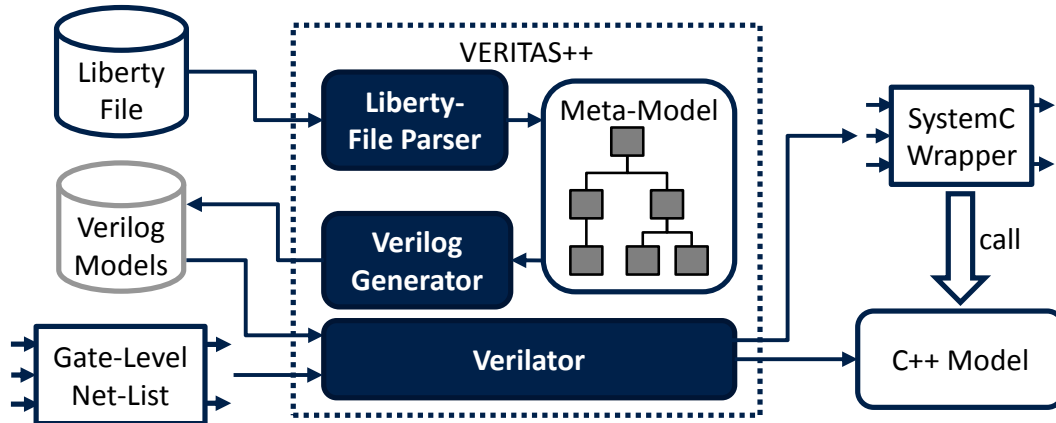 VERITAS++
Liberty
File
Liberty-
File Parser
Meta-Model
SystemC
Wrapper
Verilog
Models
Verilog
Generator
call
Gate-Level
Net-List
Verilator
C++ Model